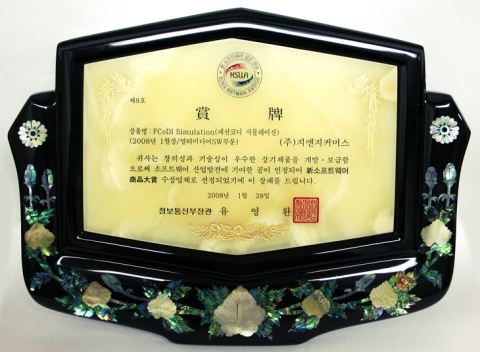 KSWA
제8호
賞 牌
상품명 : FCoDI Simulation(패션코디 시뮬레이션)
(2008년 1월상/멀티미디어SW부문) (주)지앤지커머스
귀사는 창의성과 기술성이 우수한 상기제품을 개발·보급함
으로써 소프트웨어 산업발전에 기여한 공이 인정되어 新소프트웨어
商品大賞 수상업체로 선정되었기에 이 상패를 드립니다.
2008년 1월 28일
정보통신부장관 유 영 환